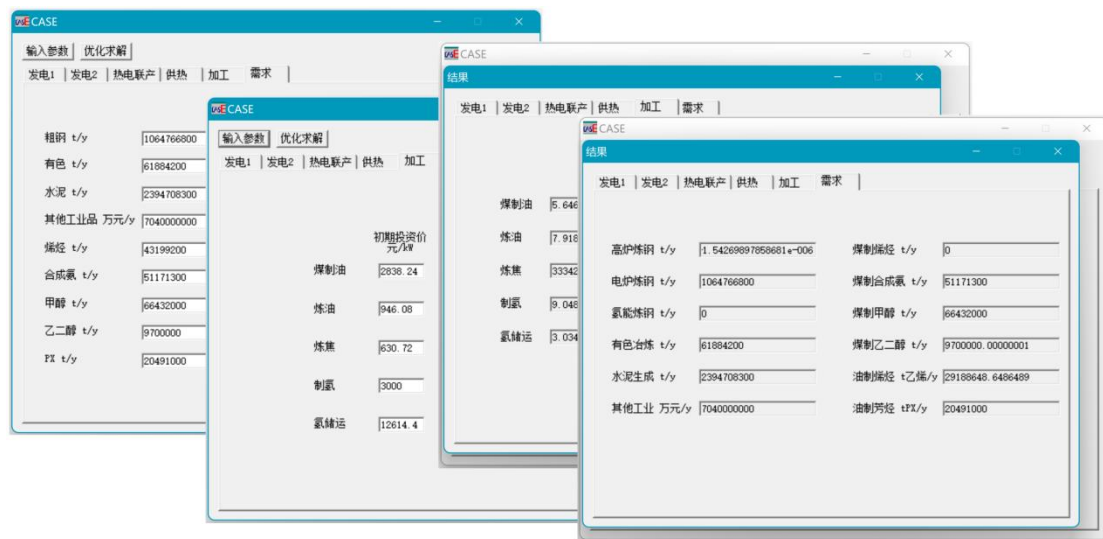 CASE
输入参数 优化求解
发电1 发电2 热电联产 供热 加工 需求
粗钢 t/y 1064766800
有色 t/y 61884200
水泥 t/y 2394708300
其他工业品 万元/y 7040000000
烯烃 t/y 43199200
合成氨 t/y 51171300
甲醇 t/y 66432000
乙二醇 t/y 9700000
PX t/y 20491000
CASE
输入参数 优化求解
发电1 发电2 热电联产 供热 加工
初期投资价
元/kW
煤制油 2838.24
炼油 946.08
炼焦 630.72
制氢 3000
氢储运 12614.4
CASE
结果
发电1 发电2 热电联产 供热 加工 需求
煤制油 5.646
炼油 7.918
炼焦 33342
制氢 9.048
氢储运 3.034
CASE
结果
发电1 发电2 热电联产 供热 加工 需求
高炉炼钢 t/y -1.54269897858681e-006 煤制烯烃 t/y 0
电炉炼钢 t/y 1064766800 煤制合成氨 t/y 51171300
氢能炼钢 t/y 0 煤制甲醇 t/y 66432000
有色冶炼 t/y 61884200 煤制乙二醇 t/y 9700000.00000001
水泥生成 t/y 2394708300 油制烯烃 t乙烯/y 29188648.6486489
其他工业 万元/y 7040000000 油制芳烃 tPX/y 20491000